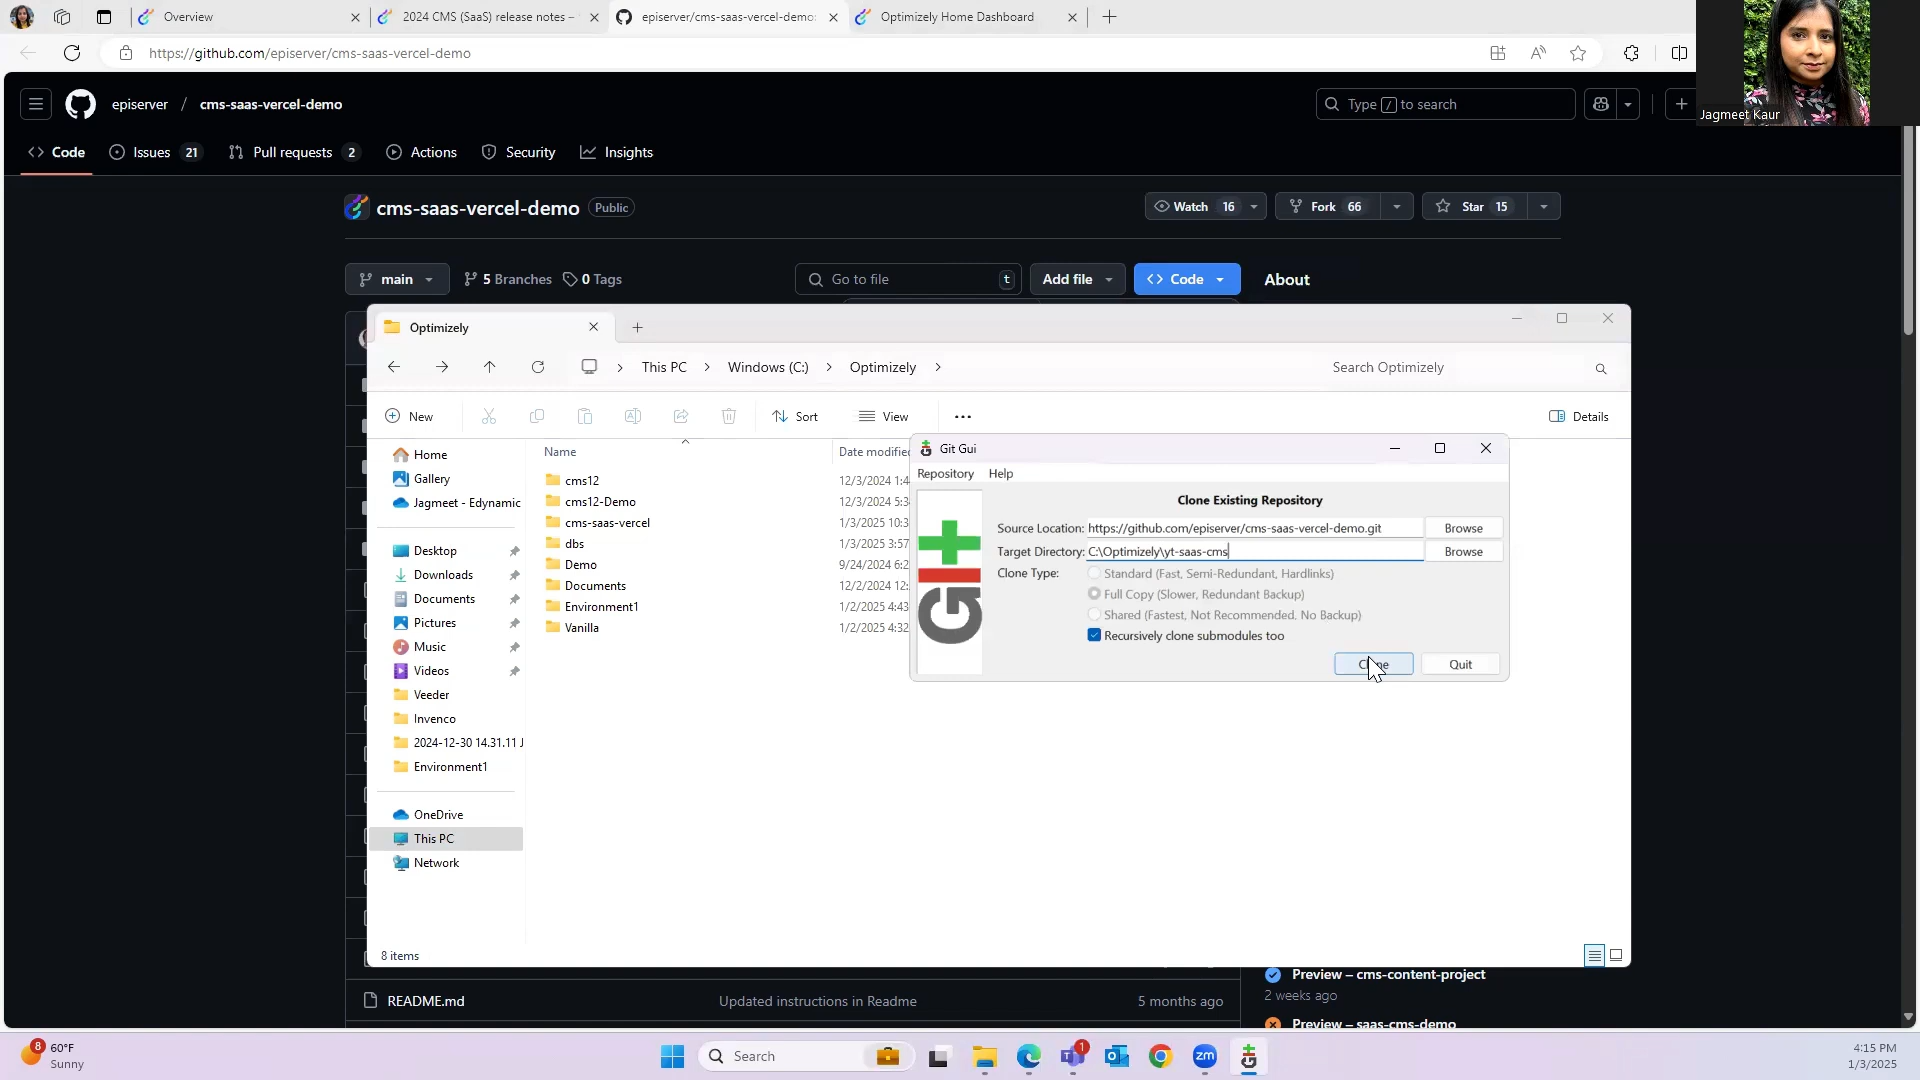 Overview
2024 CMS (SaaS) release notes –
episerver/cms-saas-vercel-demo:
Optimizely Home Dashboard
https://github.com/episerver/cms-saas-vercel-demo
Jagmeet Kaur
episerver / cms-saas-vercel-demo
Type / to search
Code
Issues 21
Pull requests 2
Actions
Security
Insights
cms-saas-vercel-demo Public
Watch 16
Fork 66
Star 15
main
5 Branches
0 Tags
Go to file t
Add file
Code
About
Optimizely
This PC > Windows (C:) > Optimizely >
Search Optimizely
New
Sort
View
Details
Home
Gallery
Jagmeet - Edynamic
Desktop
Downloads
Documents
Pictures
Music
Videos
Veeder
Invenco
2024-12-30 14.31.11 J
Environment1
OneDrive
This PC
Network
Name Date modified
cms12 12/3/2024 1:4
cms12-Demo 12/3/2024 5:3
cms-saas-vercel 1/3/2025 10:3
dbs 1/3/2025 3:57
Demo 9/24/2024 6:2
Documents 12/2/2024 12:
Environment1 1/2/2025 4:43
Vanilla 1/2/2025 4:32
8 items
Git Gui
Repository Help
GIT
Clone Existing Repository
Source Location: https://github.com/episerver/cms-saas-vercel-demo.git Browse
Target Directory: C:\Optimizely\yt-saas-cms Browse
Clone Type: Standard (Fast, Semi-Redundant, Hardlinks)
Full Copy (Slower, Redundant Backup)
Shared (Fastest, Not Recommended, No Backup)
Recursively clone submodules too
Clone Quit
README.md Updated instructions in Readme 5 months ago
Preview – cms-content-project
2 weeks ago
Preview – saas-cms-demo
8
60°F
Sunny
Search
1
zm
4:15 PM
1/3/2025